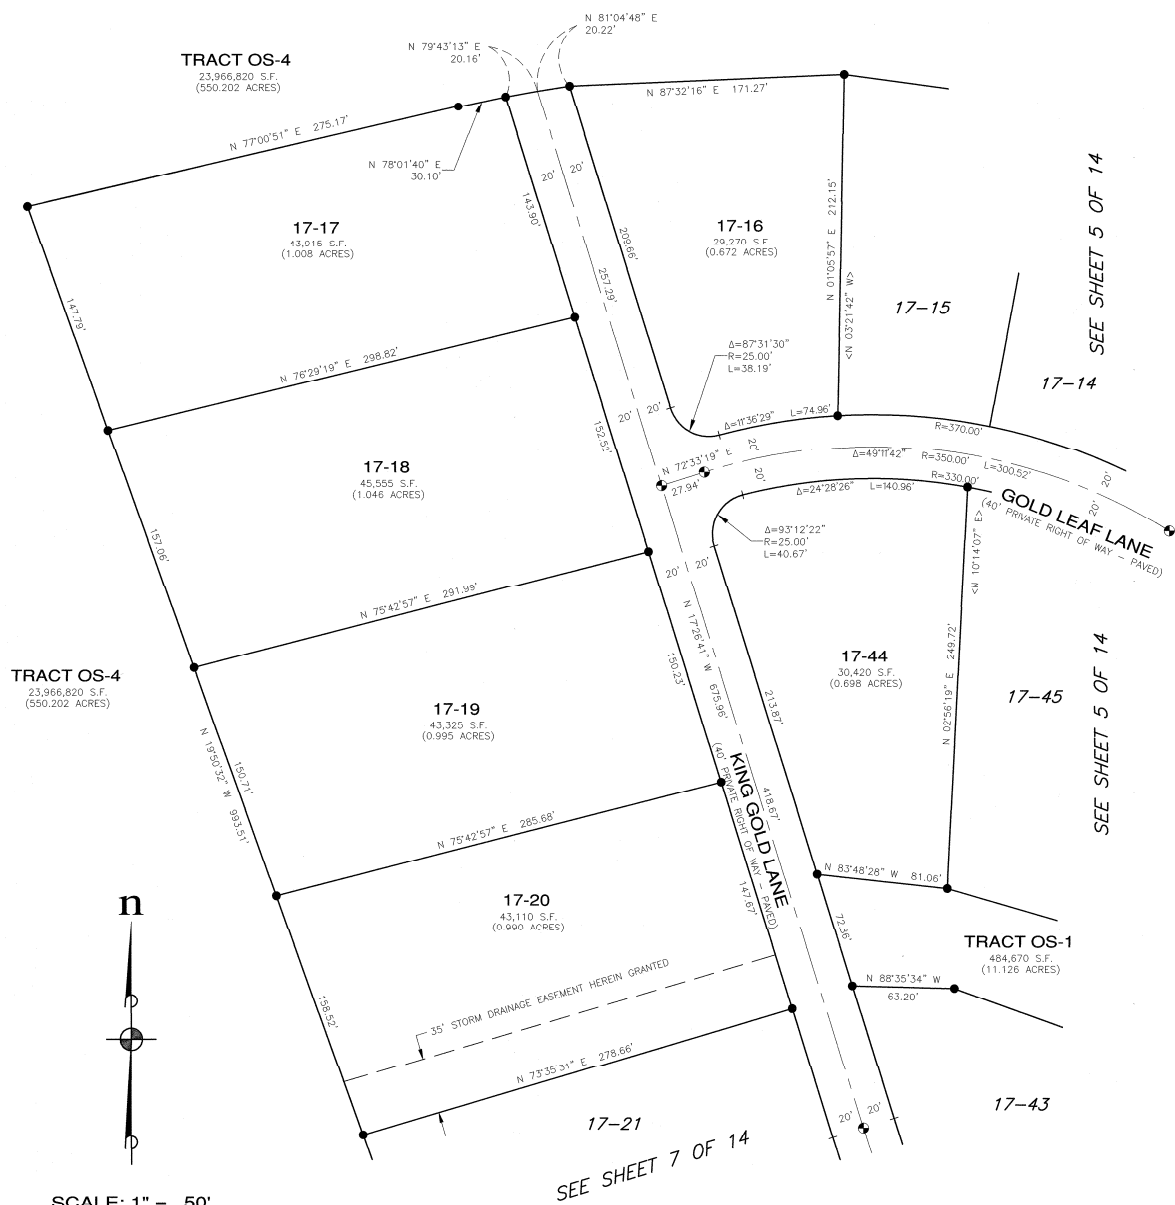 N 81°04'48" E
20.22'
N 79°43'13" E
20.16'
TRACT OS-4
23,966,820 S.F.
(550.202 ACRES)
N 87°32'16" E 171.27'
N 77°00'51" E 275.17'
N 78°01'40" E
30.10'
20' 20'
143.90'
17-17
43,916 S.F.
(1.008 ACRES)
17-16
29,270 S.F.
(0.672 ACRES)
209.66'
257.29'
N 01°05'57" E 212.15'
<N 03°21'42" W>
SEE SHEET 5 OF 14
17-15
17-14
147.79'
N 76°29'19" E 298.82'
Δ=87°31'30"
R=25.00'
L=38.19'
20' 20'
152.52'
Δ=11°36'29" L=74.96'
R=370.00'
20'
N 72°33'19" E
27.94'
Δ=49°11'42" R=350.00' L=300.52'
20'
R=330.00'
Δ=24°28'26" L=140.96'
20'
20'
GOLD LEAF LANE
(40' PRIVATE RIGHT OF WAY - PAVED)
17-18
45,555 S.F.
(1.046 ACRES)
157.06'
Δ=93°12'22"
R=25.00'
L=40.67'
<N 10°14'07" E>
N 75°42'57" E 291.99'
20' 20'
N 17°26'41" W 675.96'
TRACT OS-4
23,966,820 S.F.
(550.202 ACRES)
17-44
30,420 S.F.
(0.698 ACRES)
N 02°56'19" E 249.72'
17-45
SEE SHEET 5 OF 14
150.23'
213.87'
17-19
43,325 S.F.
(0.995 ACRES)
N 19°50'32" W 993.51'
150.71'
KING GOLD LANE
(40' PRIVATE RIGHT OF WAY - PAVED)
418.67'
N 75°42'57" E 285.68'
N 83°48'28" W 81.06'
147.67'
17-20
43,110 S.F.
(0.990 ACRES)
n
72.36'
TRACT OS-1
484,670 S.F.
(11.126 ACRES)
N 88°35'34" W
63.20'
158.52'
35' STORM DRAINAGE EASEMENT HEREIN GRANTED
N 73°35'31" E 278.66'
20' 20'
17-21
17-43
SEE SHEET 7 OF 14
SCALE: 1" = 50'